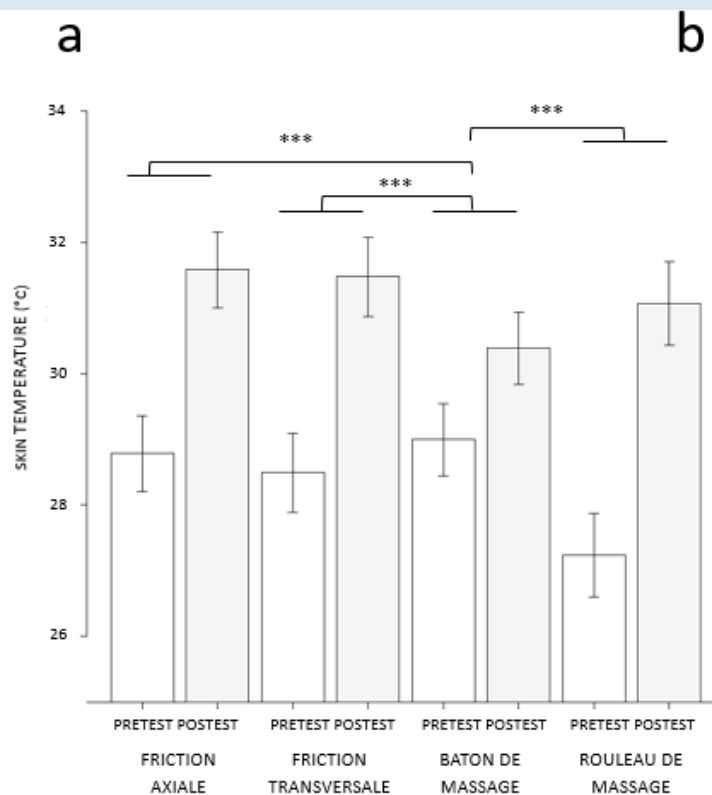 a b
34
***
***
***
32
30
28
26
SKIN TEMPERATURE (°C)
PRETEST POSTEST PRETEST POSTEST PRETEST POSTEST PRETEST POSTEST
FRICTION FRICTION BATON DE ROULEAU DE
AXIALE TRANSVERSALE MASSAGE MASSAGE